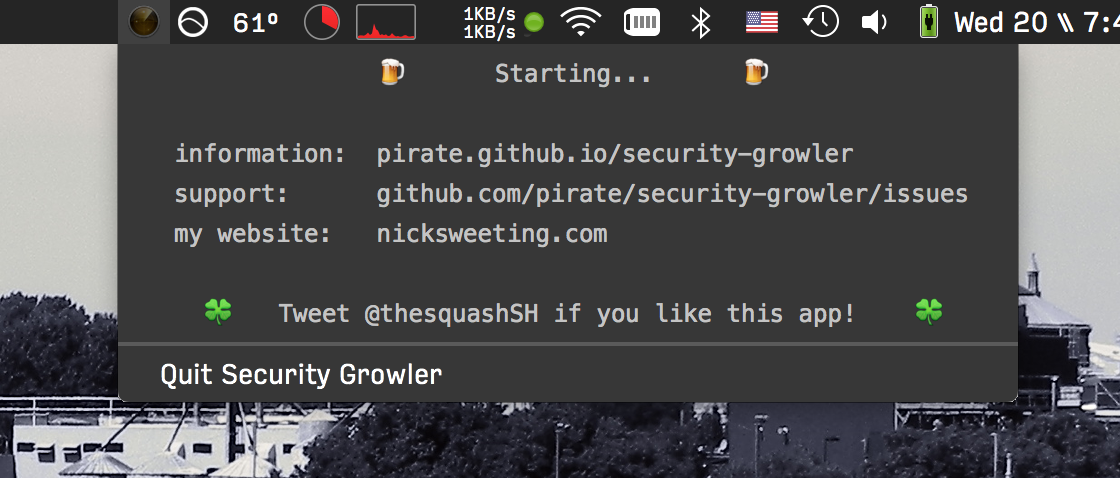 61°
1KB/s
1KB/s
Wed 20 \\ 7:4
Starting...
information: pirate.github.io/security-growler
support: github.com/pirate/security-growler/issues
my website: nicksweeting.com
Tweet @thesquashSH if you like this app!
Quit Security Growler